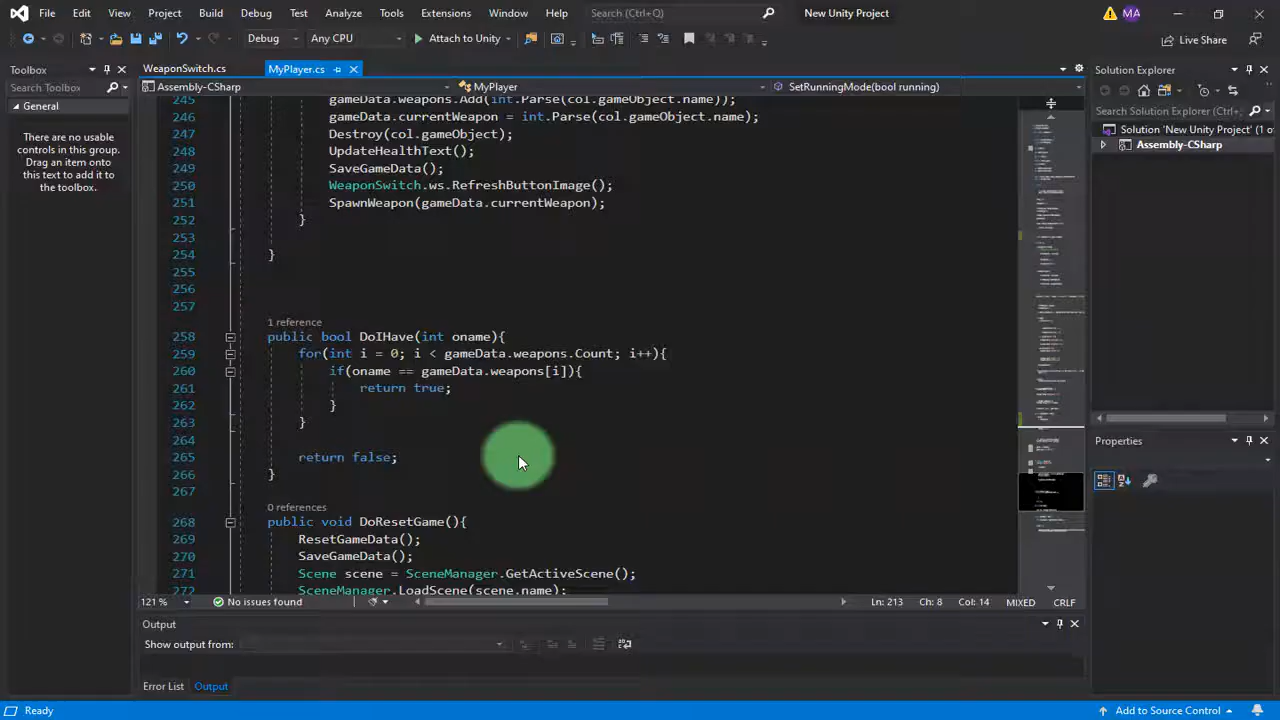 File Edit View Project Build Debug Test Analyze Tools Extensions Window Help Search (Ctrl+Q) New Unity Project MA
Debug Any CPU Attach to Unity Live Share
Toolbox
Search Toolbox
General
There are no usable
controls in this group.
Drag an item onto
this text to add it to
the toolbox.
WeaponSwitch.cs MyPlayer.cs
Assembly-CSharp MyPlayer SetRunningMode(bool running)
245 gameData.weapons.Add(int.Parse(col.gameObject.name));
246 gameData.currentWeapon = int.Parse(col.gameObject.name);
247 Destroy(col.gameObject);
248 UpdateHealthText();
249 SaveGameData();
250 WeaponSwitch.ws.RefreshButtonImage();
251 SpawnWeapon(gameData.currentWeapon);
252 }
253
254 }
255
256
257
1 reference
258 public bool DoIHave(int oname){
259 for(int i = 0; i < gameData.weapons.Count; i++){
260 if(oname == gameData.weapons[i]){
261 return true;
262 }
263 }
264
265 return false;
266 }
267
0 references
268 public void DoResetGame(){
269 ResetGameData();
270 SaveGameData();
271 Scene scene = SceneManager.GetActiveScene();
272 SceneManager.LoadScene(scene.name);
121 % No issues found Ln: 213 Ch: 8 Col: 14 MIXED CRLF
Output
Show output from:
Error List Output
Solution Explorer
Search Solution Explorer (Ctrl+
Solution 'New Unity Project' (1 o
Assembly-CSharp
Properties
Ready Add to Source Control